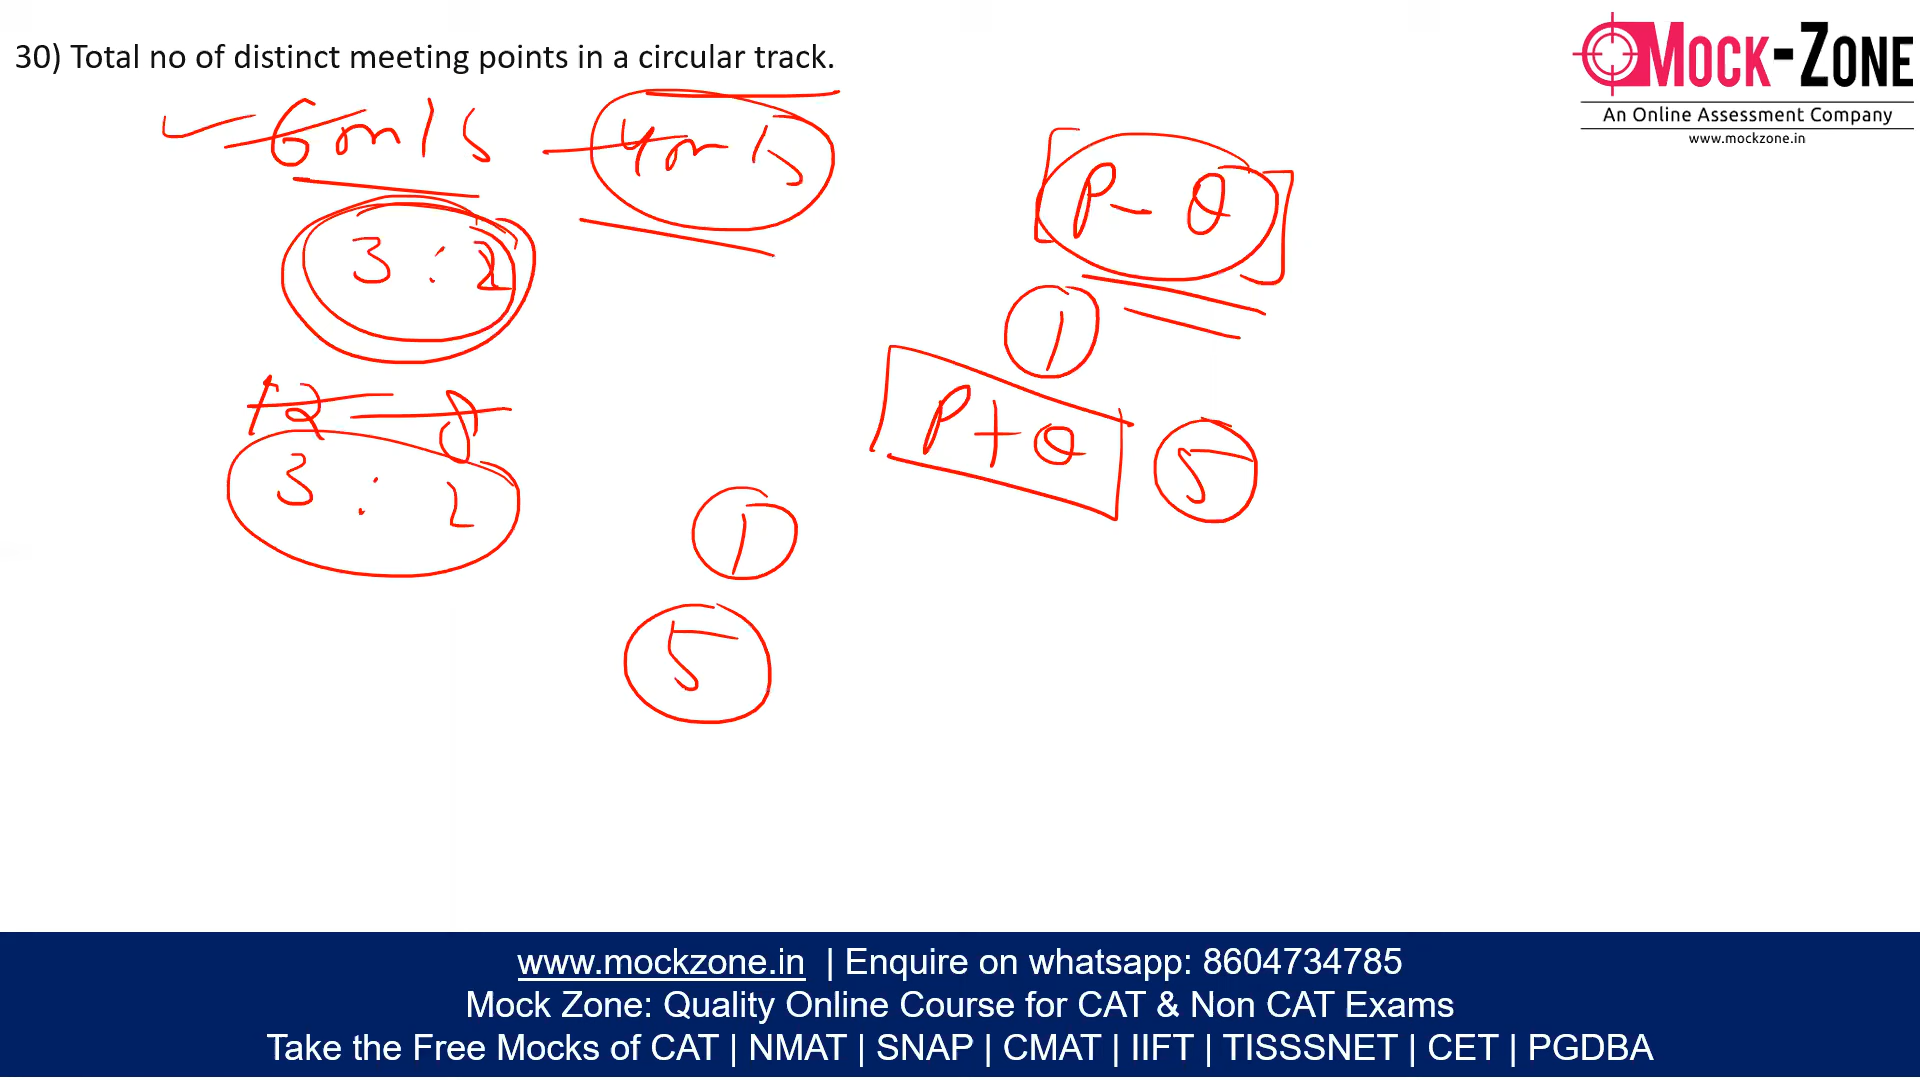 30) Total no of distinct meeting points in a circular track.
MOCK-ZONE
An Online Assessment Company
www.mockzone.in
6m/s 4m/s
P - Q
3 : 2
1
12 - 8
P + Q 5
3 : 2
1
5
www.mockzone.in | Enquire on whatsapp: 8604734785
Mock Zone: Quality Online Course for CAT & Non CAT Exams
Take the Free Mocks of CAT | NMAT | SNAP | CMAT | IIFT | TISSSNET | CET | PGDBA